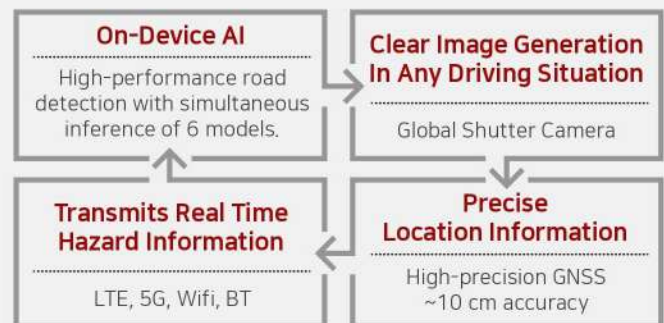 On-Device AI
High-performance road
detection with simultaneous
inference of 6 models.
Clear Image Generation
In Any Driving Situation
Global Shutter Camera
Transmits Real Time
Hazard Information
LTE, 5G, Wifi, BT
Precise
Location Information
High-precision GNSS
~10 cm accuracy